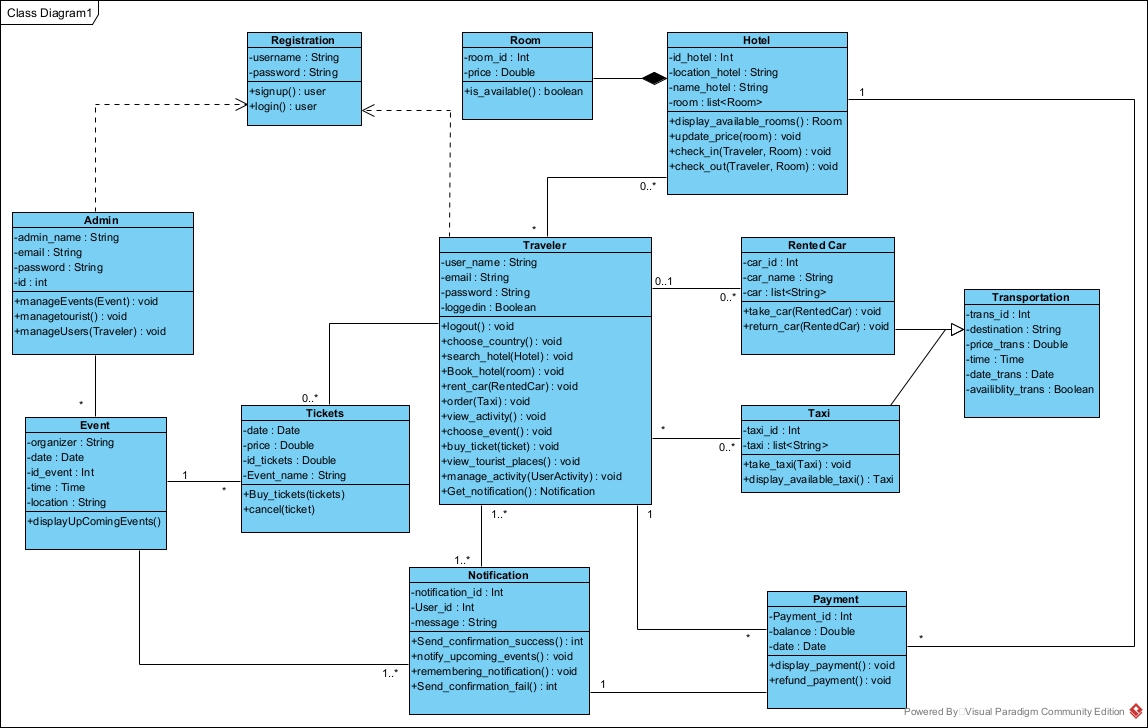 Class Diagram1
Registration
-username : String
-password : String
+signup() : user
+login() : user
Room
-room_id : Int
-price : Double
+is_available() : boolean
Hotel
-id_hotel : Int
-location_hotel : String
-name_hotel : String
-room : list<Room>
+display_available_rooms() : Room
+update_price(room) : void
+check_in(Traveler, Room) : void
+check_out(Traveler, Room) : void
1
0..*
*
Admin
-admin_name : String
-email : String
-password : String
-id : int
+manageEvents(Event) : void
+managetourist() : void
+manageUsers(Traveler) : void
*
Traveler
-user_name : String
-email : String
-password : String
-loggedin : Boolean
+logout() : void
+choose_country() : void
+search_hotel(Hotel) : void
+Book_hotel(room) : void
+rent_car(RentedCar) : void
+order(Taxi) : void
+view_activity() : void
+choose_event() : void
+buy_ticket(ticket) : void
+view_tourist_places() : void
+manage_activity(UserActivity) : void
+Get_notification() : Notification
0..1
0..*
Rented Car
-car_id : Int
-car_name : String
-car : list<String>
+take_car(RentedCar) : void
+return_car(RentedCar) : void
Transportation
-trans_id : Int
-destination : String
-price_trans : Double
-time : Time
-date_trans : Date
-availiblity_trans : Boolean
*
0..*
Taxi
-taxi_id : Int
-taxi : list<String>
+take_taxi(Taxi) : void
+display_available_taxi() : Taxi
0..*
Tickets
-date : Date
-price : Double
-id_tickets : Double
-Event_name : String
+Buy_tickets(tickets)
+cancel(ticket)
Event
-organizer : String
-date : Date
-id_event : Int
-time : Time
-location : String
+displayUpComingEvents()
1
*
1..*
1..*
1
Notification
-notification_id : Int
-User_id : Int
-message : String
+Send_confirmation_success() : int
+notify_upcoming_events() : void
+remembering_notification() : void
+Send_confirmation_fail() : int
1..*
1
Payment
-Payment_id : Int
-balance : Double
-date : Date
+display_payment() : void
+refund_payment() : void
*
*
Powered By Visual Paradigm Community Edition